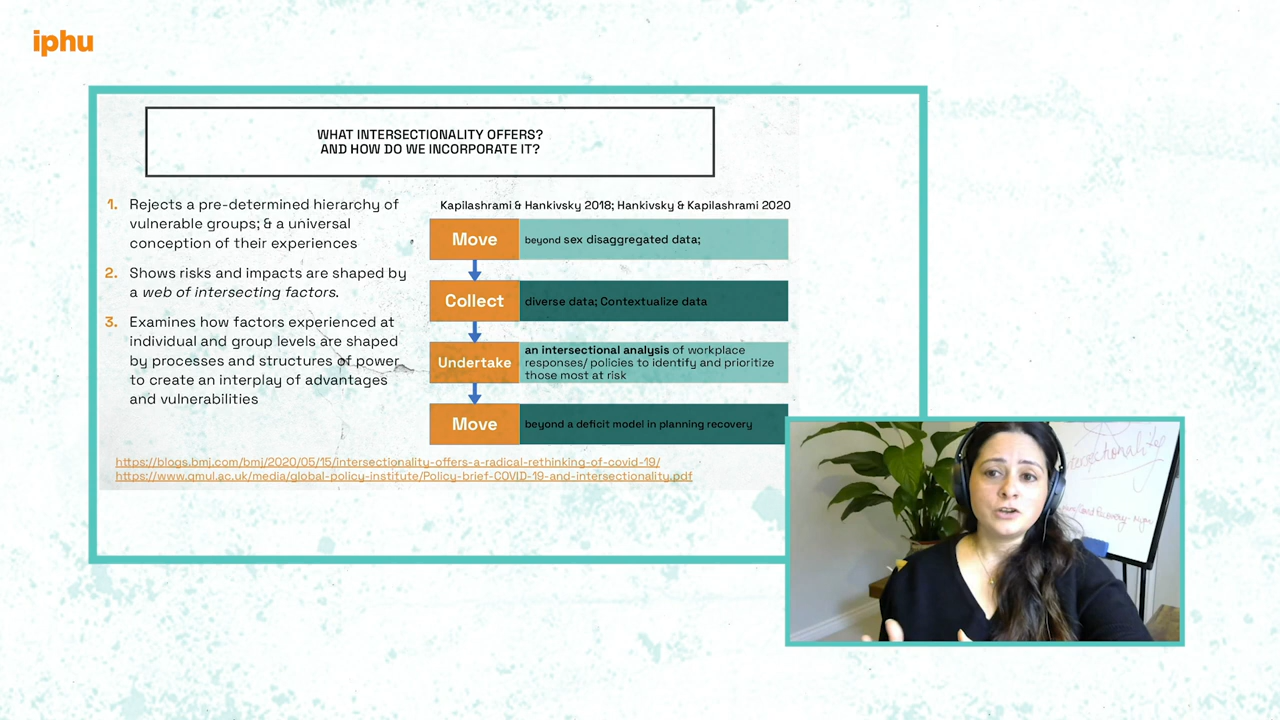 iphu
WHAT INTERSECTIONALITY OFFERS?
AND HOW DO WE INCORPORATE IT?
1. Rejects a pre-determined hierarchy of
vulnerable groups; & a universal
conception of their experiences
2. Shows risks and impacts are shaped by
a web of intersecting factors.
3. Examines how factors experienced at
individual and group levels are shaped
by processes and structures of power
to create an interplay of advantages
and vulnerabilities
Kapilashrami & Hankivsky 2018; Hankivsky & Kapilashrami 2020
Move
beyond sex disaggregated data;
Collect
diverse data; Contextualize data
Undertake
an intersectional analysis of workplace
responses/ policies to identify and prioritize
those most at risk
Move
beyond a deficit model in planning recovery
https://blogs.bmj.com/bmj/2020/05/15/intersectionality-offers-a-radical-rethinking-of-covid-19/
https://www.qmul.ac.uk/media/global-policy-institute/Policy-brief-COVID-19-and-intersectionality.pdf